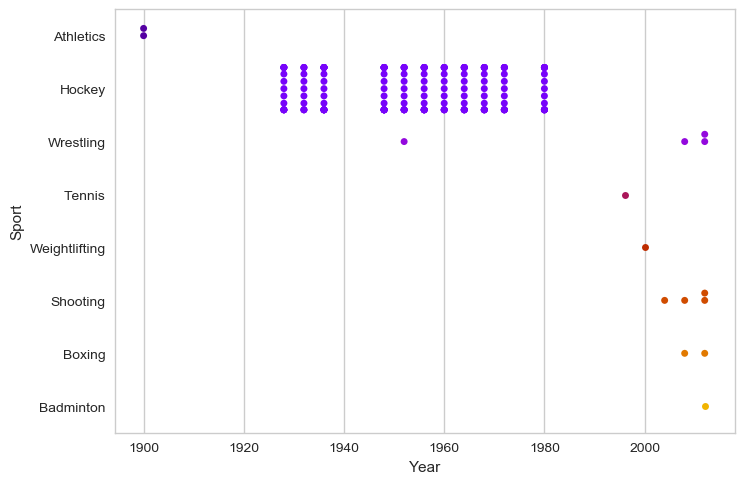 Athletics
Hockey
Wrestling
Tennis
Weightlifting
Shooting
Boxing
Badminton
Sport
1900 1920 1940 1960 1980 2000
Year